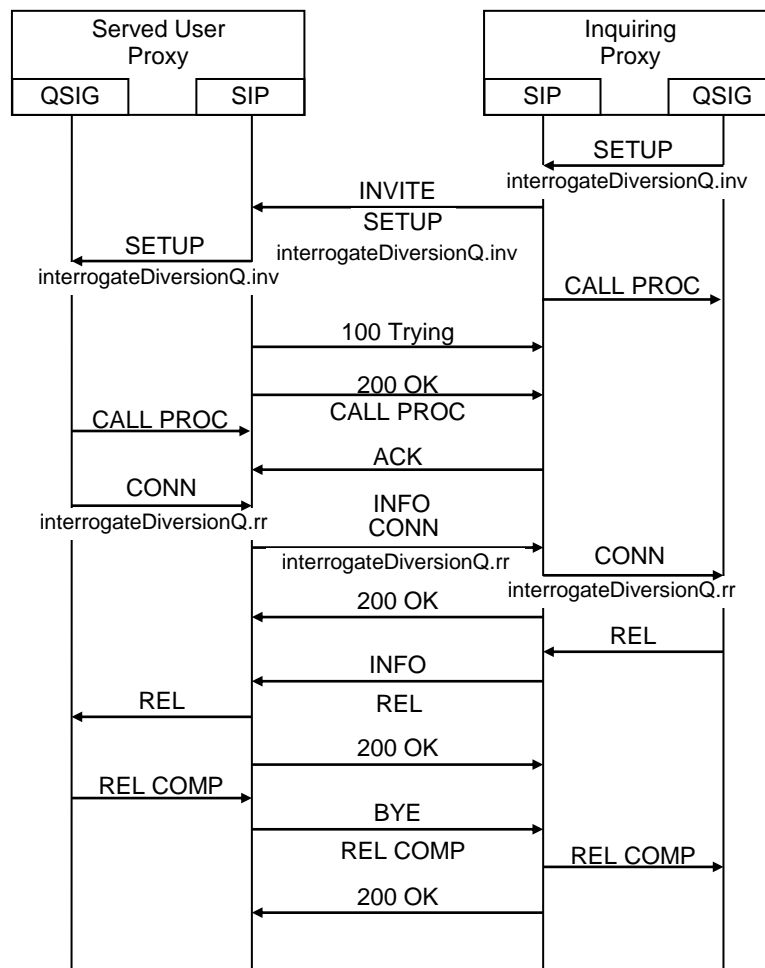 Served User
Proxy
Inquiring
Proxy
QSIG
SIP
SIP
QSIG
SETUP
interrogateDiversionQ.inv
INVITE
SETUP
interrogateDiversionQ.inv
SETUP
interrogateDiversionQ.inv
CALL PROC
100 Trying
200 OK
CALL PROC
CALL PROC
ACK
CONN
interrogateDiversionQ.rr
INFO
CONN
interrogateDiversionQ.rr
CONN
interrogateDiversionQ.rr
200 OK
REL
INFO
REL
REL
200 OK
REL COMP
BYE
REL COMP
REL COMP
200 OK